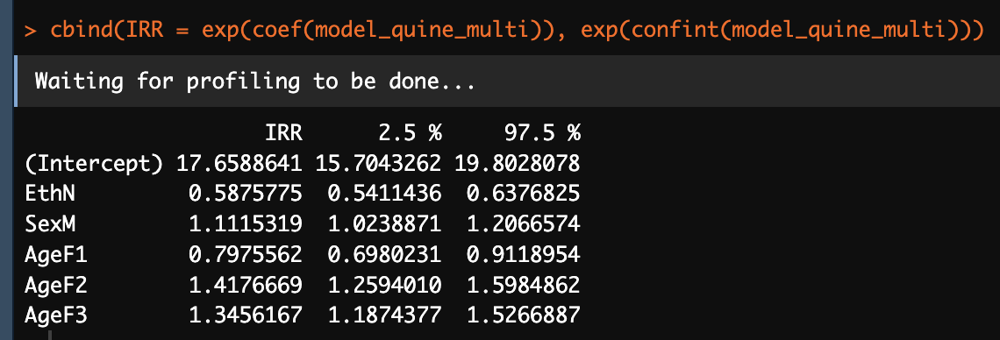 > cbind(IRR = exp(coef(model_quine_multi)), exp(confint(model_quine_multi)))
Waiting for profiling to be done...
IRR 2.5 % 97.5 %
(Intercept) 17.6588641 15.7043262 19.8028078
EthN 0.5875775 0.5411436 0.6376825
SexM 1.1115319 1.0238871 1.2066574
AgeF1 0.7975562 0.6980231 0.9118954
AgeF2 1.4176669 1.2594010 1.5984862
AgeF3 1.3456167 1.1874377 1.5266887